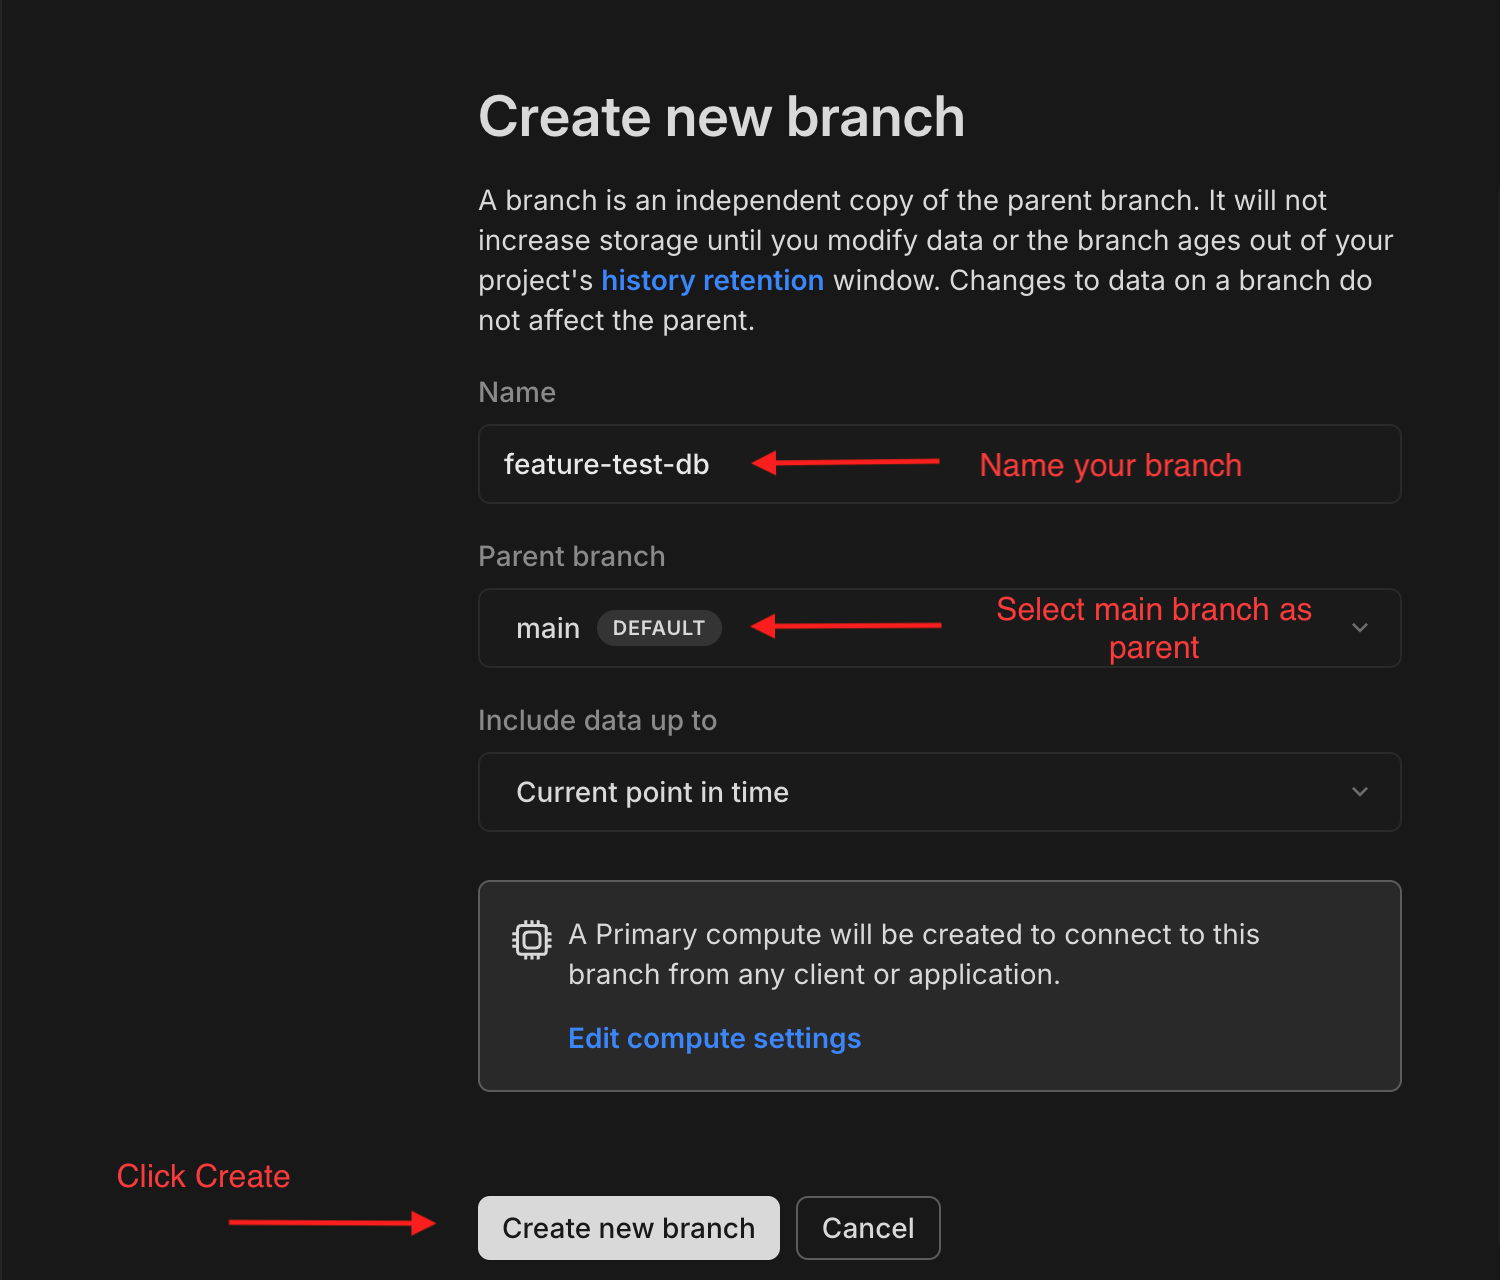 Create new branch
A branch is an independent copy of the parent branch. It will not
increase storage until you modify data or the branch ages out of your
project's history retention window. Changes to data on a branch do
not affect the parent.
Name
feature-test-db
Name your branch
Parent branch
main DEFAULT
Select main branch as
parent
Include data up to
Current point in time
A Primary compute will be created to connect to this
branch from any client or application.
Edit compute settings
Click Create
Create new branch
Cancel